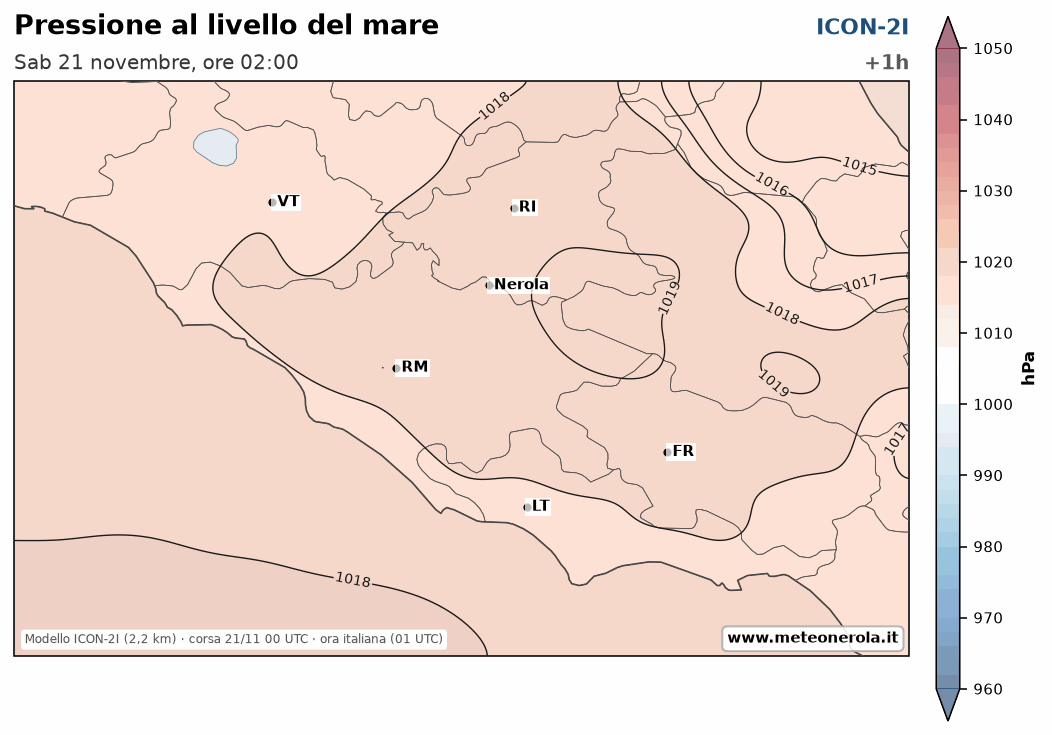 Pressione al livello del mare
ICON-2I
Sab 21 novembre, ore 02:00
+1h
1018
1015
1016
VT
RI
Nerola
1019
1017
1018
RM
1019
1017
FR
LT
1018
Modello ICON-2I (2,2 km) · corsa 21/11 00 UTC · ora italiana (01 UTC)
www.meteonerola.it
1050
1040
1030
1020
1010
1000
990
980
970
960
hPa